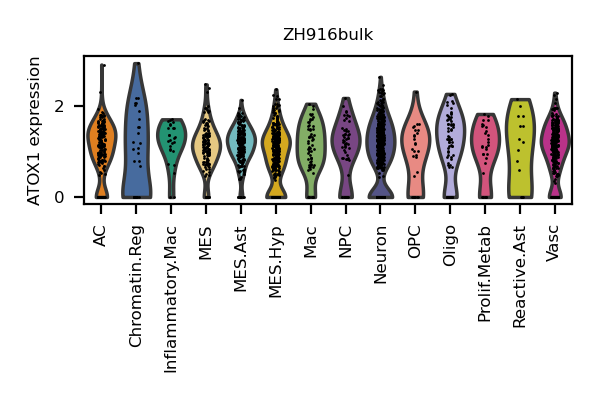 ZH916bulk
ATOX1 expression
2
0
AC
Chromatin.Reg
Inflammatory.Mac
MES
MES.Ast
MES.Hyp
Mac
NPC
Neuron
OPC
Oligo
Prolif.Metab
Reactive.Ast
Vasc